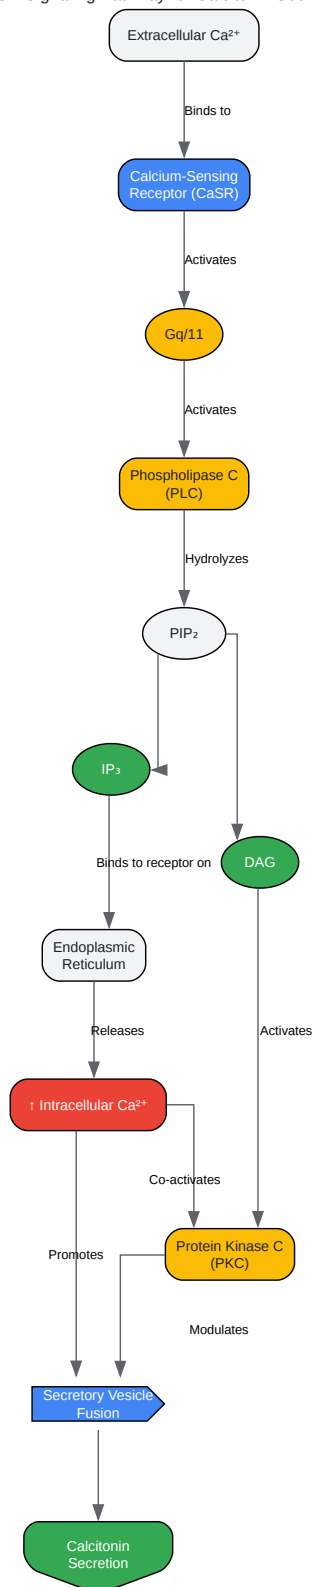 Extracellular Ca²⁺
Binds to
Calcium-Sensing
Receptor (CaSR)
Activates
Gq/11
Activates
Phospholipase C
(PLC)
Hydrolyzes
PIP₂
IP₃
Binds to receptor on
DAG
Endoplasmic
Reticulum
Releases
Activates
↑ Intracellular Ca²⁺
Co-activates
Protein Kinase C
(PKC)
Promotes
Modulates
Secretory Vesicle
Fusion
Calcitonin
Secretion